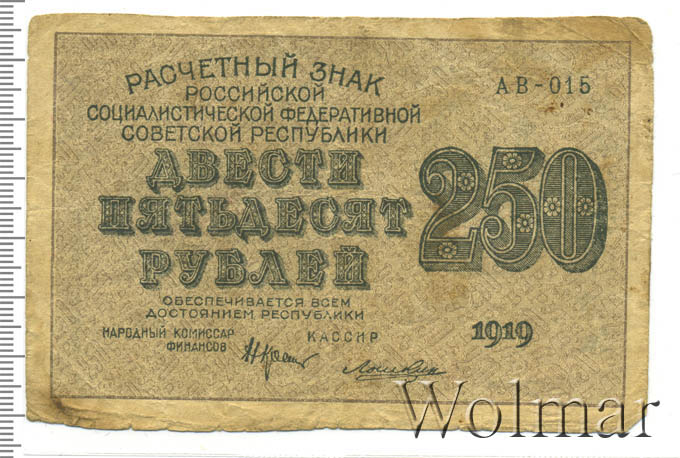 РАСЧЕТНЫЙ ЗНАК
РОССИЙСКОЙ
СОЦИАЛИСТИЧЕСКОЙ ФЕДЕРАТИВНОЙ
СОВЕТСКОЙ РЕСПУБЛИКИ
АВ-015
ДВЕСТИ
ПЯТЬДЕСЯТ
РУБЛЕЙ
250
ОБЕСПЕЧИВАЕТСЯ ВСЕМ
ДОСТОЯНИЕМ РЕСПУБЛИКИ
НАРОДНЫЙ КОМИССАР
ФИНАНСОВ
КАССИР
1919
Wolmar